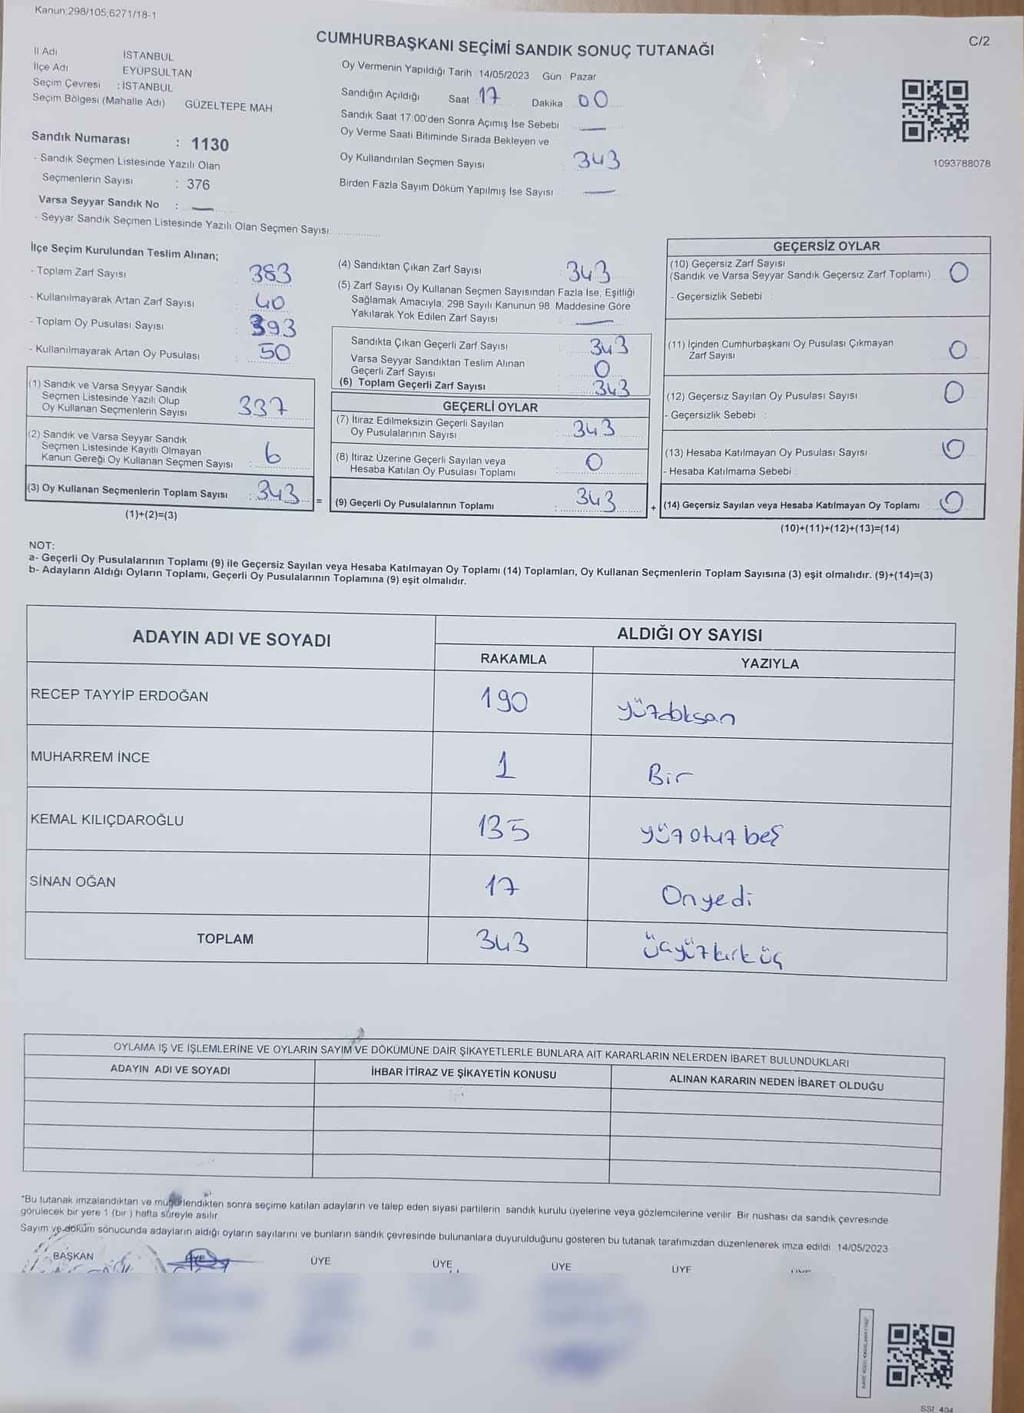 Kanun:298/105,6271/18-1
C/2
CUMHURBAŞKANI SEÇİMİ SANDIK SONUÇ TUTANAĞI
İl Adı İSTANBUL
İlçe Adı EYÜPSULTAN
Seçim Çevresi : İSTANBUL
Seçim Bölgesi (Mahalle Adı) GÜZELTEPE MAH
Sandık Numarası : 1130
- Sandık Seçmen Listesinde Yazılı Olan
Seçmenlerin Sayısı : 376
Varsa Seyyar Sandık No : —
- Seyyar Sandık Seçmen Listesinde Yazılı Olan Seçmen Sayısı
Oy Vermenin Yapıldığı Tarih 14/05/2023 Gün Pazar
Sandığın Açıldığı Saat 17 Dakika 00
Sandık Saat 17:00'den Sonra Açımış İse Sebebi —
Oy Verme Saati Bitiminde Sırada Bekleyen ve
Oy Kullandırılan Seçmen Sayısı 343
Birden Fazla Sayım Döküm Yapılmış İse Sayısı —
1093788078
İlçe Seçim Kurulundan Teslim Alınan;
- Toplam Zarf Sayısı 383
- Kullanılmayarak Artan Zarf Sayısı 40
- Toplam Oy Pusulası Sayısı 393
- Kullanılmayarak Artan Oy Pusulası 50
(1) Sandık ve Varsa Seyyar Sandık
Seçmen Listesinde Yazılı Olup
Oy Kullanan Seçmenlerin Sayısı 337
(2) Sandık ve Varsa Seyyar Sandık
Seçmen Listesinde Kayıtlı Olmayan
Kanun Gereği Oy Kullanan Seçmen Sayısı 6
(3) Oy Kullanan Seçmenlerin Toplam Sayısı : 343 =
(1)+(2)=(3)
(4) Sandıktan Çıkan Zarf Sayısı 343
(5) Zarf Sayısı Oy Kullanan Seçmen Sayısından Fazla İse, Eşitliği
Sağlamak Amacıyla, 298 Sayılı Kanunun 98 Maddesine Göre
Yakılarak Yok Edilen Zarf Sayısı —
Sandıkta Çıkan Geçerli Zarf Sayısı 343
Varsa Seyyar Sandıktan Teslim Alınan
Geçerli Zarf Sayısı 0
(6) Toplam Geçerli Zarf Sayısı 343
GEÇERLİ OYLAR
(7) İtiraz Edilmeksizin Geçerli Sayılan
Oy Pusulalarının Sayısı 343
(8) İtiraz Üzerine Geçerli Sayılan veya
Hesaba Katılan Oy Pusulası Toplamı 0
(9) Geçerli Oy Pusulalarının Toplamı 343 +
GEÇERSİZ OYLAR
(10) Geçersiz Zarf Sayısı
(Sandık ve Varsa Seyyar Sandık Geçersiz Zarf Toplamı) 0
- Geçersizlik Sebebi :
(11) İçinden Cumhurbaşkanı Oy Pusulası Çıkmayan
Zarf Sayısı 0
(12) Geçersiz Sayılan Oy Pusulası Sayısı 0
- Geçersizlik Sebebi :
(13) Hesaba Katılmayan Oy Pusulası Sayısı 0
- Hesaba Katılmama Sebebi :
(14) Geçersiz Sayılan veya Hesaba Katılmayan Oy Toplamı 0
(10)+(11)+(12)+(13)=(14)
NOT:
a- Geçerli Oy Pusulalarının Toplamı (9) ile Geçersiz Sayılan veya Hesaba Katılmayan Oy Toplamı (14) Toplamları, Oy Kullanan Seçmenlerin Toplam Sayısına (3) eşit olmalıdır. (9)+(14)=(3)
b- Adayların Aldığı Oyların Toplamı, Geçerli Oy Pusulalarının Toplamına (9) eşit olmalıdır.
ADAYIN ADI VE SOYADI ALDIĞI OY SAYISI
RAKAMLA YAZIYLA
RECEP TAYYİP ERDOĞAN 190 yüzdoksan
MUHARREM İNCE 1 Bir
KEMAL KILIÇDAROĞLU 135 yüz otuz beş
SİNAN OĞAN 17 Onyedi
TOPLAM 343 üçyüzkırk üç
OYLAMA İŞ VE İŞLEMLERİNE VE OYLARIN SAYIM VE DÖKÜMÜNE DAİR ŞİKAYETLERLE BUNLARA AİT KARARLARIN NELERDEN İBARET BULUNDUKLARI
ADAYIN ADI VE SOYADI İHBAR İTİRAZ VE ŞİKAYETİN KONUSU ALINAN KARARIN NEDEN İBARET OLDUĞU
*Bu tutanak imzalandıktan ve mühürlendikten sonra seçime katılan adayların ve talep eden siyasi partilerin sandık kurulu üyelerine veya gözlemcilerine verilir. Bir nüshası da sandık çevresinde
görülecek bir yere 1 (bir) hafta süreyle asılır.
Sayım ve döküm sonucunda adayların aldığı oyların sayılarını ve bunların sandık çevresinde bulunanlara duyurulduğunu gösteren bu tutanak tarafımızdan düzenlenerek imza edildi. 14/05/2023
BAŞKAN ÜYE ÜYE ÜYE ÜYE ÜYE